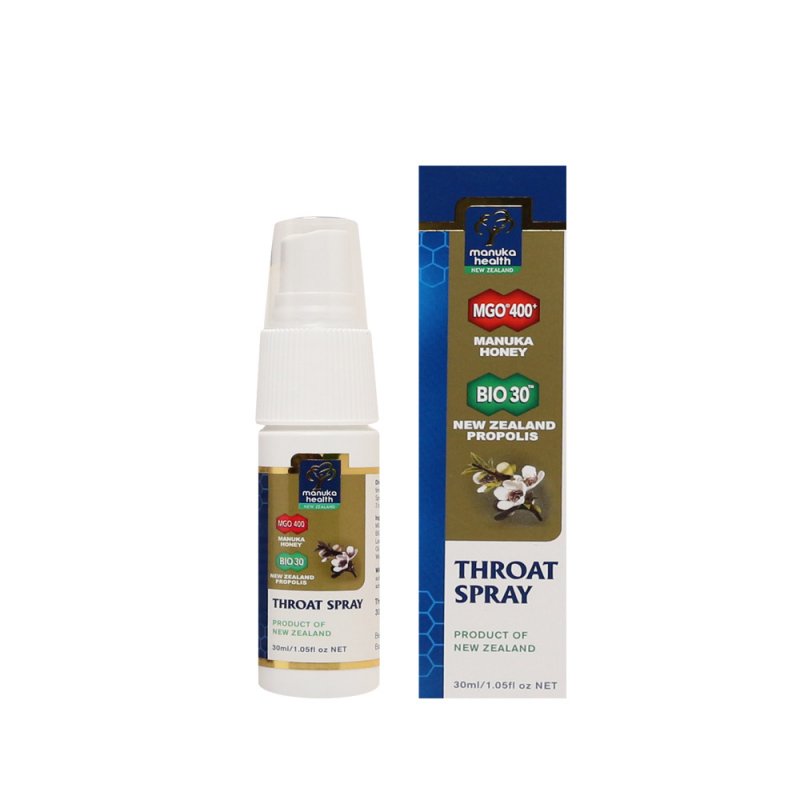 manuka
health
NEW ZEALAND
MGO 400
MANUKA
HONEY
BIO 30
NEW ZEALAND
PROPOLIS
THROAT SPRAY
PRODUCT OF
NEW ZEALAND
30ml/1.05fl oz NET
manuka
health
NEW ZEALAND
MGO®400+
MANUKA
HONEY
BIO 30™
NEW ZEALAND
PROPOLIS
THROAT
SPRAY
PRODUCT OF
NEW ZEALAND
30ml/1.05fl oz NET